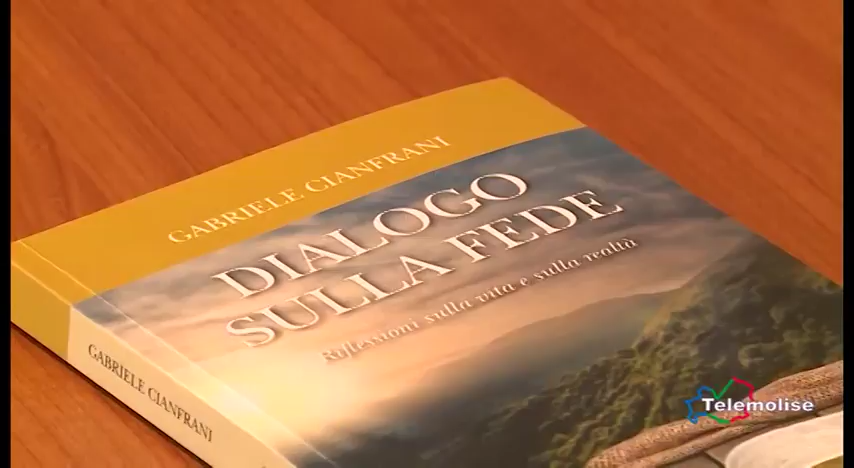 GABRIELE CIANFRANI
DIALOGO
SULLA FEDE
Riflessioni sulla vita e sulla realtà
GABRIELE CIANFRANI
Telemolise